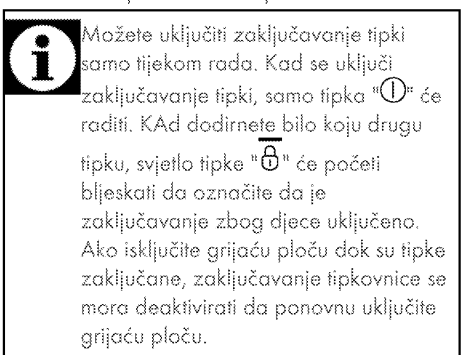 Možete uključiti zaključavanje tipki
samo tijekom rada. Kad se uključi
zaključavanje tipki, samo tipka "⏼" će
raditi. KAd dodirnete bilo koju drugu
tipku, svjetlo tipke "🔒" će početi
bljeskati da označite da je
zaključavanje zbog djece uključeno.
Ako isključite grijaću ploču dok su tipke
zaključane, zaključavanje tipkovnice se
mora deaktivirati da ponovnu uključite
grijaću ploču.